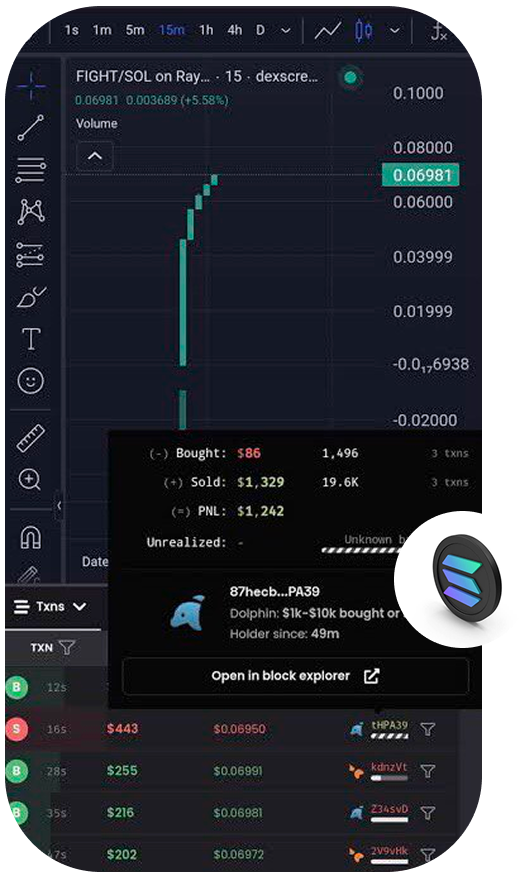 1s 1m 5m 15m 1h 4h D
FIGHT/SOL on Ray... · 15 · dexscre...
0.06981 0.003689 (+5.58%)
Volume
0.1000
0.08000
0.06981
0.06000
0.03999
0.01999
-0.0₁₇6938
-0.02000
(-) Bought: $86 1,496 3 txns
(+) Sold: $1,329 19.6K 3 txns
(=) PNL: $1,242
Unrealized: - Unknown
Date
87hecb...PA39
Dolphin: $1k-$10k bought or
Holder since: 49m
Open in block explorer
Txns
TXN
B 12s
S 16s $443 $0.06950 tHPA39
B 28s $255 $0.06991 kdnzVt
B 35s $216 $0.06981 Z34svD
47s $202 $0.06972 2V9vHk